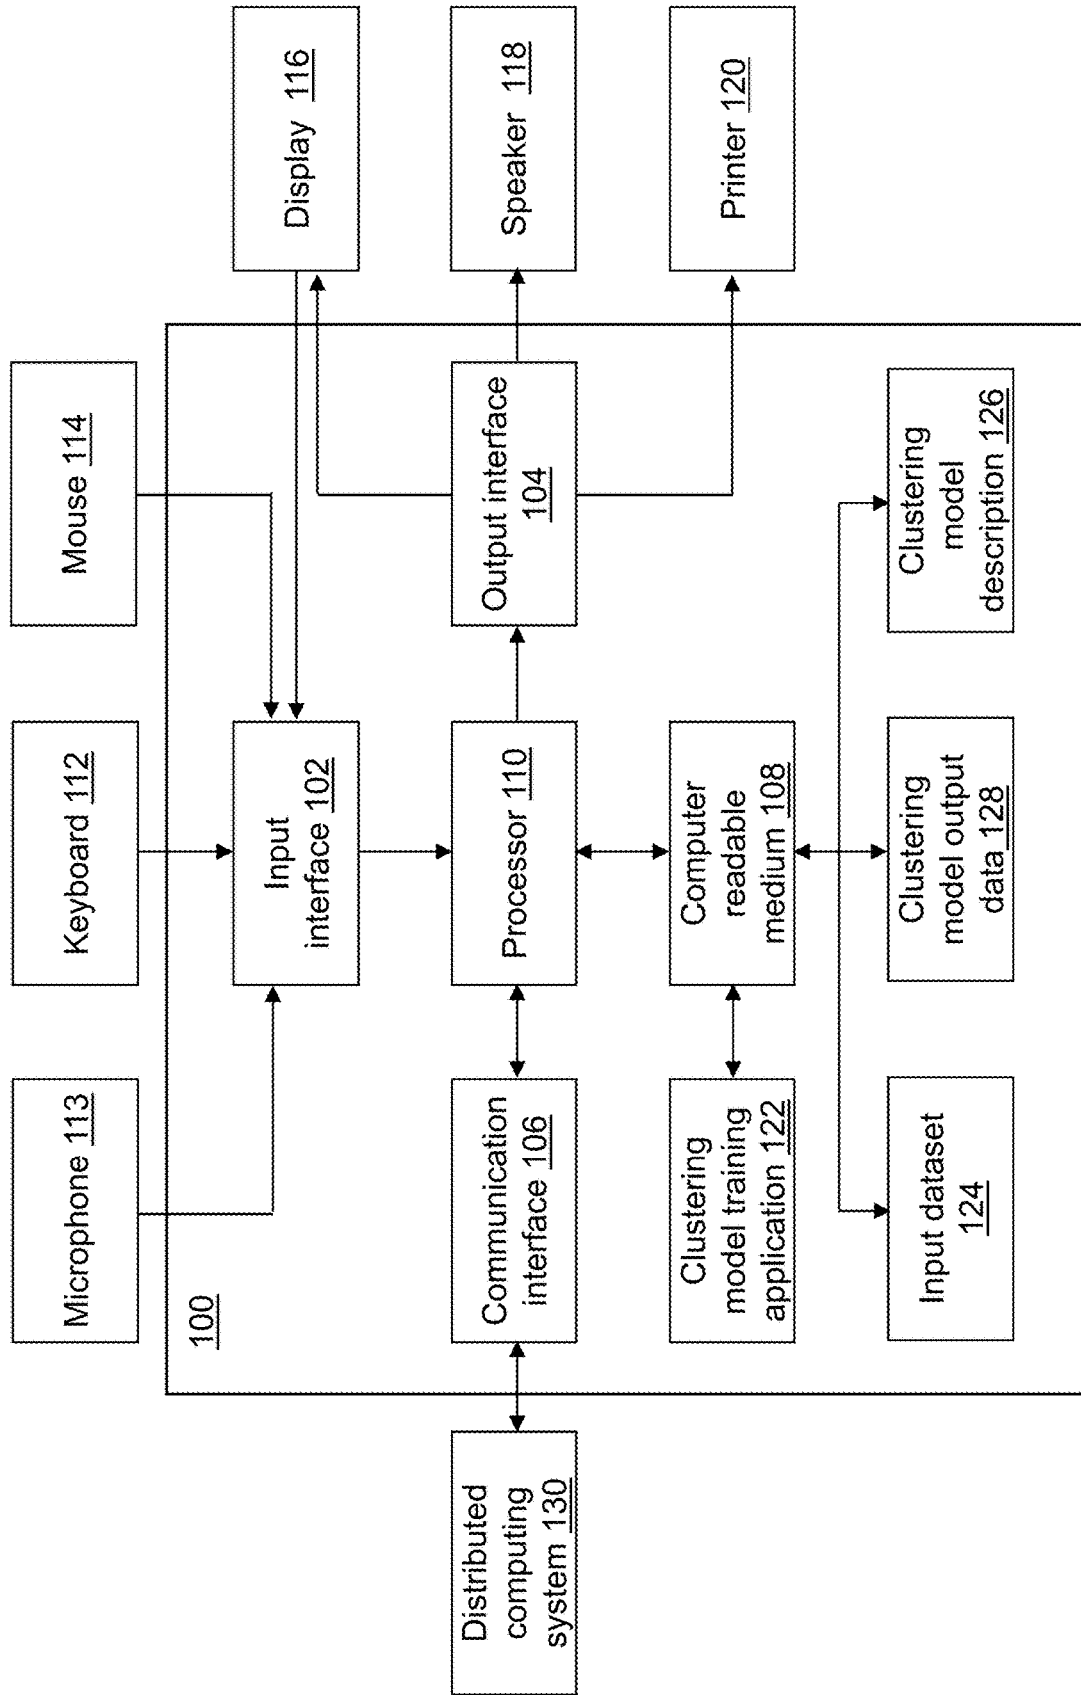 Microphone 113
Keyboard 112
Mouse 114
100
Input
interface 102
Display 116
Distributed
computing
system 130
Communication
interface 106
Processor 110
Output interface
104
Speaker 118
Clustering
model training
application 122
Computer
readable
medium 108
Printer 120
Input dataset
124
Clustering
model output
data 128
Clustering
model
description 126